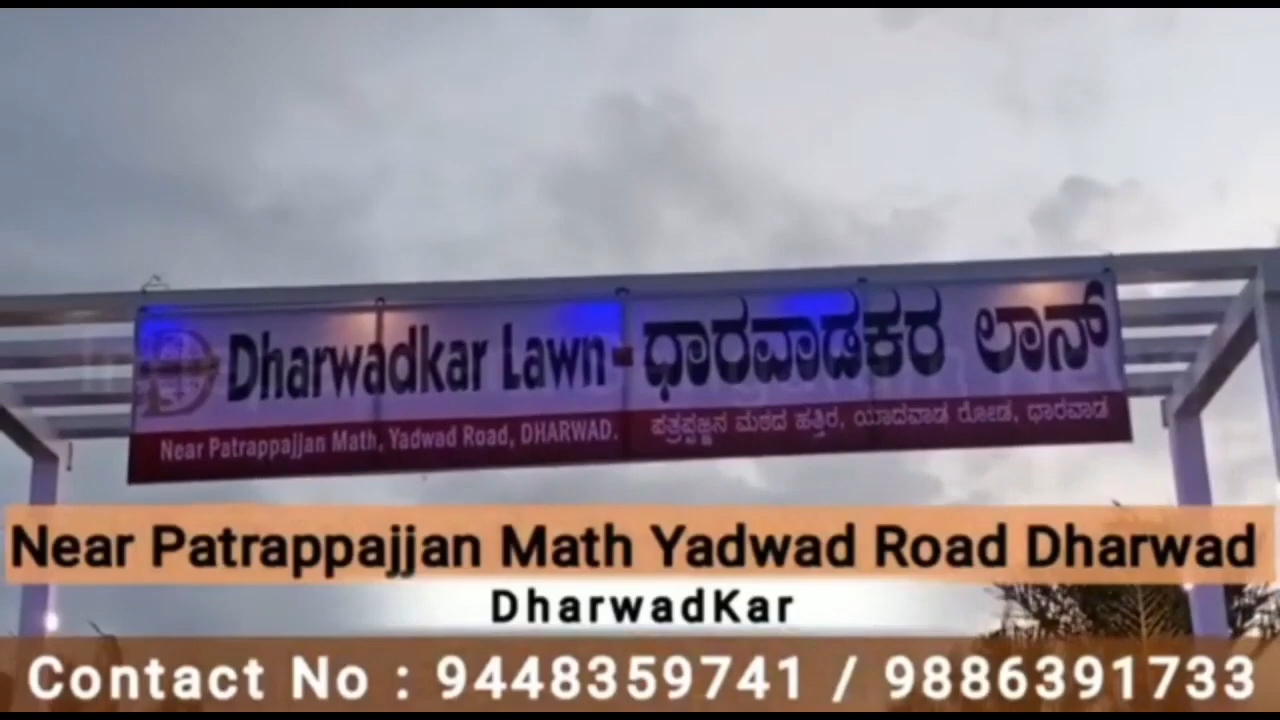 Dharwadkar Lawn - ಧಾರವಾಡಕರ ಲಾನ್
Near Patrappajjan Math, Yadwad Road, DHARWAD. ಪತ್ರಪ್ಪಜ್ಜನ ಮಠದ ಹತ್ತಿರ, ಯಾದವಾಡ ರೋಡ, ಧಾರವಾಡ
Near Patrappajjan Math Yadwad Road Dharwad
DharwadKar
Contact No : 9448359741 / 9886391733